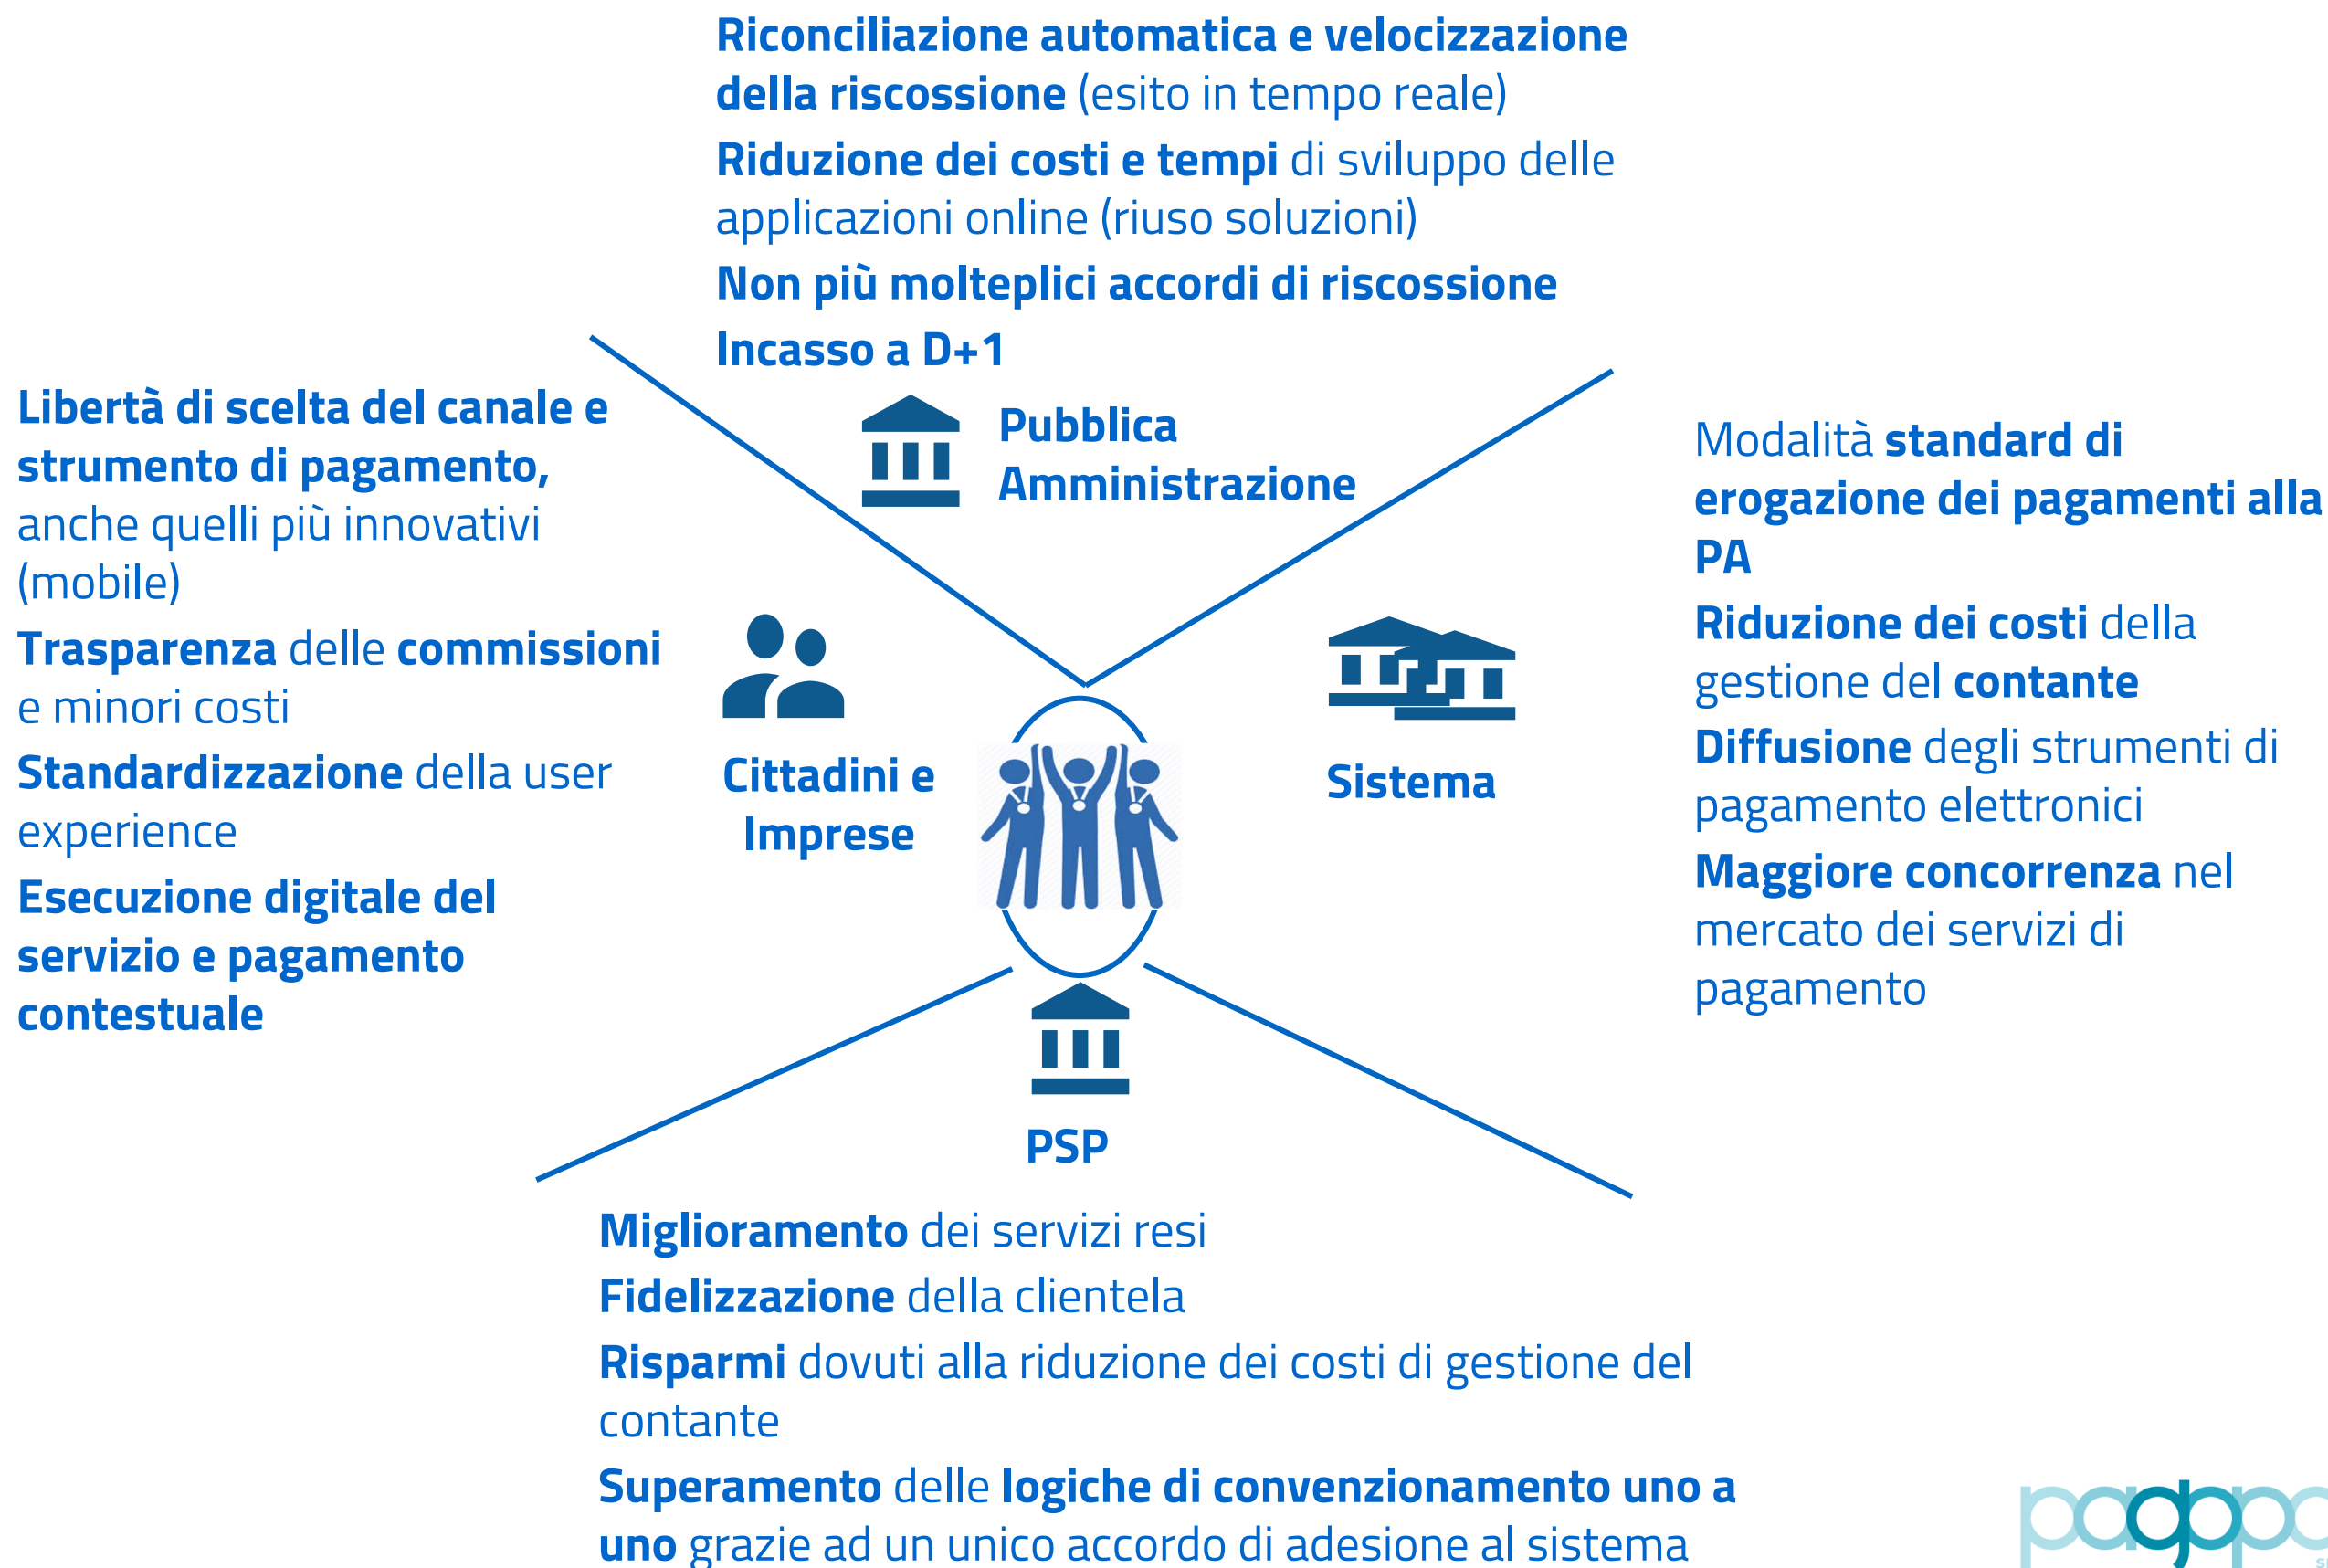 Riconciliazione automatica e velocizzazione
della riscossione (esito in tempo reale)
Riduzione dei costi e tempi di sviluppo delle
applicazioni online (riuso soluzioni)
Non più molteplici accordi di riscossione
Incasso a D+1
Pubblica
Amministrazione
Libertà di scelta del canale e
strumento di pagamento,
anche quelli più innovativi
(mobile)
Trasparenza delle commissioni
e minori costi
Standardizzazione della user
experience
Esecuzione digitale del
servizio e pagamento
contestuale
Cittadini e
Imprese
Sistema
Modalità standard di
erogazione dei pagamenti alla
PA
Riduzione dei costi della
gestione del contante
Diffusione degli strumenti di
pagamento elettronici
Maggiore concorrenza nel
mercato dei servizi di
pagamento
PSP
Miglioramento dei servizi resi
Fidelizzazione della clientela
Risparmi dovuti alla riduzione dei costi di gestione del
contante
Superamento delle logiche di convenzionamento uno a
uno grazie ad un unico accordo di adesione al sistema
pagopa